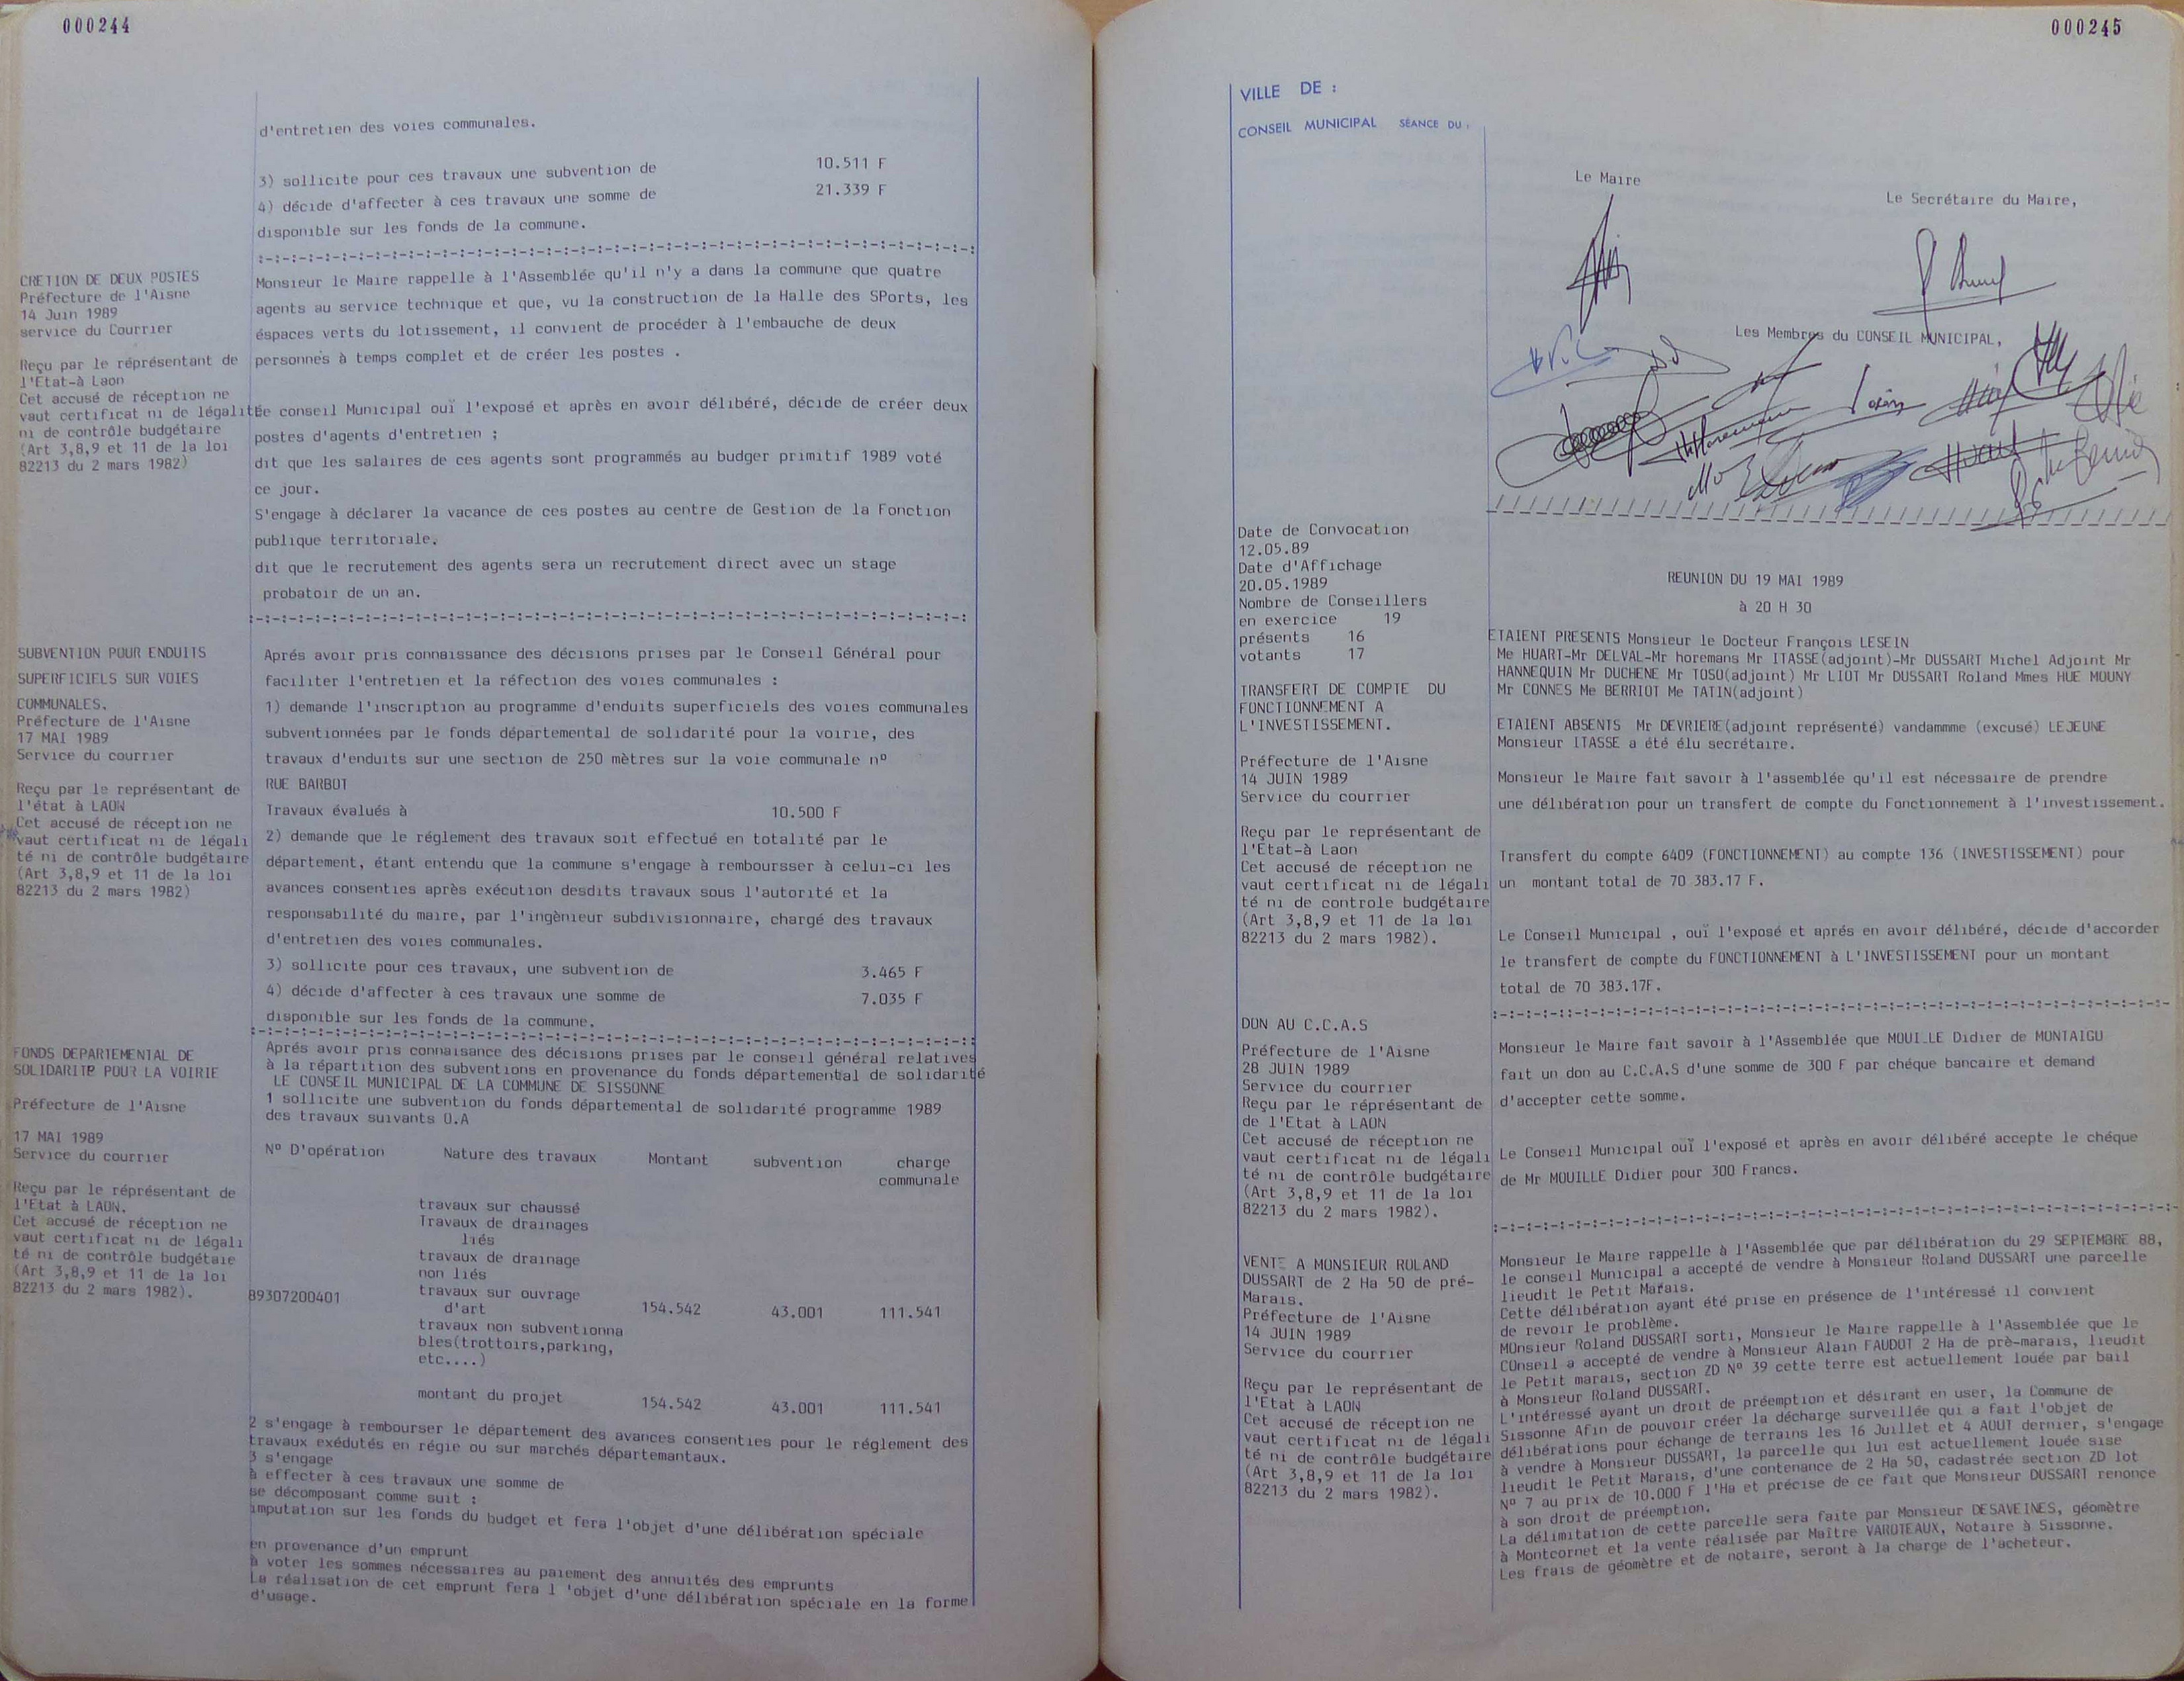 000244
d'entretien des voies communales.
3) sollicite pour ces travaux une subvention de 10.511 F
4) décide d'affecter à ces travaux une somme de 21.339 F
disponible sur les fonds de la commune.
CRETION DE DEUX POSTES
Préfecture de l'Aisne
14 Juin 1989
service du Courrier
Reçu par le réprésentant de
l'Etat-à Laon
Cet accusé de réception ne
vaut certificat ni de légalité
ni de contrôle budgétaire
(Art 3,8,9 et 11 de la loi
82213 du 2 mars 1982)
Monsieur le Maire rappelle à l'Assemblée qu'il n'y a dans la commune que quatre
agents au service technique et que, vu la construction de la Halle des SPorts, les
éspaces verts du lotissement, il convient de procéder à l'embauche de deux
personnes à temps complet et de créer les postes .
Le conseil Municipal ouï l'exposé et après en avoir délibéré, décide de créer deux
postes d'agents d'entretien ;
dit que les salaires de ces agents sont programmés au budger primitif 1989 voté
ce jour.
S'engage à déclarer la vacance de ces postes au centre de Gestion de la Fonction
publique territoriale.
dit que le recrutement des agents sera un recrutement direct avec un stage
probatoir de un an.
SUBVENTION POUR ENDUITS
SUPERFICIELS SUR VOIES
COMMUNALES.
Préfecture de l'Aisne
17 MAI 1989
Service du courrier
Reçu par le représentant de
l'état à LAON
Cet accusé de réception ne
vaut certificat ni de légali
té ni de contrôle budgétaire
(Art 3,8,9 et 11 de la loi
82213 du 2 mars 1982)
Aprés avoir pris connaissance des décisions prises par le Conseil Général pour
faciliter l'entretien et la réfection des voies communales :
1) demande l'inscription au programme d'enduits superficiels des voies communales
subventionnées par le fonds départemental de solidarité pour la voirie, des
travaux d'enduits sur une section de 250 mètres sur la voie communale nº
RUE BARBOT
Travaux évalués à 10.500 F
2) demande que le réglement des travaux soit effectué en totalité par le
département, étant entendu que la commune s'engage à remboursser à celui-ci les
avances consenties après exécution desdits travaux sous l'autorité et la
responsabilité du maire, par l'ingènieur subdivisionnaire, chargé des travaux
d'entretien des voies communales.
3) sollicite pour ces travaux, une subvention de 3.465 F
4) décide d'affecter à ces travaux une somme de 7.035 F
disponible sur les fonds de la commune.
FONDS DEPARTEMENTAL DE
SOLIDARITE POUR LA VOIRIE
Préfecture de l'Aisne
17 MAI 1989
Service du courrier
Reçu par le réprésentant de
l'Etat à LAON.
Cet accusé de réception ne
vaut certificat ni de légali
té ni de contrôle budgétaie
(Art 3,8,9 et 11 de la loi
82213 du 2 mars 1982).
Aprés avoir pris connaisance des décisions prises par le conseil général relatives
à la répartition des subventions en provenance du fonds départemental de solidarité
LE CONSEIL MUNICIPAL DE LA COMMUNE DE SISSONNE
1 sollicite une subvention du fonds départemental de solidarité programme 1989
des travaux suivants O.A
Nº D'opération Nature des travaux Montant subvention charge
communale
travaux sur chaussé
Travaux de drainages
liés
travaux de drainage
non liés
travaux sur ouvrage
89307200401 d'art 154.542 43.001 111.541
travaux non subventionna
bles(trottoirs,parking,
etc....)
montant du projet 154.542 43.001 111.541
2 s'engage à rembourser le département des avances consenties pour le réglement des
travaux exédutés en régie ou sur marchés départemantaux.
3 s'engage
à effecter à ces travaux une somme de
se décomposant comme suit :
imputation sur les fonds du budget et fera l'objet d'une délibération spéciale
en provenance d'un emprunt
à voter les sommes nécessaires au paiement des annuités des emprunts
La réalisation de cet emprunt fera l 'objet d'une délibération spéciale en la forme
d'usage.
000245
VILLE DE :
CONSEIL MUNICIPAL SÉANCE DU :
Le Maire
Le Secrétaire du Maire,
Les Membres du CONSEIL MUNICIPAL,
Date de Convocation
12.05.89
Date d'Affichage
20.05.1989
Nombre de Conseillers
en exercice 19
présents 16
votants 17
REUNION DU 19 MAI 1989
à 20 H 30
ETAIENT PRESENTS Monsieur le Docteur François LESEIN
Me HUART-Mr DELVAL-Mr horemans Mr ITASSE(adjoint)-Mr DUSSART Michel Adjoint Mr
HANNEQUIN Mr DUCHENE Mr TOSO(adjoint) Mr LIOT Mr DUSSART Roland Mmes HUE MOUNY
Mr CONNES Me BERRIOT Me TATIN(adjoint)
ETAIENT ABSENTS Mr DEVRIERE(adjoint représenté) vandammme (excusé) LEJEUNE
Monsieur ITASSE a été élu secrétaire.
TRANSFERT DE COMPTE DU
FONCTIONNEMENT A
L'INVESTISSEMENT.
Préfecture de l'Aisne
14 JUIN 1989
Service du courrier
Reçu par le représentant de
l'Etat-à Laon
Cet accusé de réception ne
vaut certificat ni de légali
té ni de controle budgétaire
(Art 3,8,9 et 11 de la loi
82213 du 2 mars 1982).
Monsieur le Maire fait savoir à l'assemblée qu'il est nécessaire de prendre
une délibération pour un transfert de compte du Fonctionnement à l'investissement.
Transfert du compte 6409 (FONCTIONNEMENT) au compte 136 (INVESTISSEMENT) pour
un montant total de 70 383.17 F.
Le Conseil Municipal , ouï l'exposé et aprés en avoir délibéré, décide d'accorder
le transfert de compte du FONCTIONNEMENT à L'INVESTISSEMENT pour un montant
total de 70 383.17F.
DON AU C.C.A.S
Préfecture de l'Aisne
28 JUIN 1989
Service du courrier
Reçu par le réprésentant de
de l'Etat à LAON
Cet accusé de réception ne
vaut certificat ni de légali
té ni de contrôle budgétaire
(Art 3,8,9 et 11 de la loi
82213 du 2 mars 1982).
Monsieur le Maire fait savoir à l'Assemblée que MOUILLE Didier de MONTAIGU
fait un don au C.C.A.S d'une somme de 300 F par chéque bancaire et demand
d'accepter cette somme.
Le Conseil Municipal ouï l'exposé et après en avoir délibéré accepte le chéque
de Mr MOUILLE Didier pour 300 Francs.
VENTE A MONSIEUR ROLAND
DUSSART de 2 Ha 50 de pré-
Marais.
Préfecture de l'Aisne
14 JUIN 1989
Service du courrier
Reçu par le représentant de
l'Etat à LAON
Cet accusé de réception ne
vaut certificat ni de légali
té ni de contrôle budgétaire
(Art 3,8,9 et 11 de la loi
82213 du 2 mars 1982).
Monsieur le Maire rappelle à l'Assemblée que par délibération du 29 SEPTEMBRE 88,
le conseil Municipal a accepté de vendre à Monsieur Roland DUSSART une parcelle
lieudit le Petit Marais.
Cette délibération ayant été prise en présence de l'intéressé il convient
de revoir le problème.
MOnsieur Roland DUSSART sorti, Monsieur le Maire rappelle à l'Assemblée que le
COnseil a accepté de vendre à Monsieur Alain FAUDOT 2 Ha de prè-marais, lieudit
le Petit marais, section ZD Nº 39 cette terre est actuellement louée par bail
à Monsieur Roland DUSSART.
L'intéressé ayant un droit de préemption et désirant en user, la Commune de
Sissonne Afin de pouvoir créer la décharge surveillée qui a fait l'objet de
délibérations pour échange de terrains les 16 Juillet et 4 AOUT dernier, s'engage
à vendre à Monsieur DUSSART, la parcelle qui lui est actuellement louée sise
lieudit le Petit Marais, d'une contenance de 2 Ha 50, cadastrée section ZD lot
Nº 7 au prix de 10.000 F l'Ha et précise de ce fait que Monsieur DUSSART renonce
à son droit de préemption.
La délimitation de cette parcelle sera faite par Monsieur DESAVEINES, géomètre
à Montcornet et la vente réalisée par Maître VAROTEAUX, Notaire à Sissonne.
Les frais de géomètre et de notaire, seront à la charge de l'acheteur.